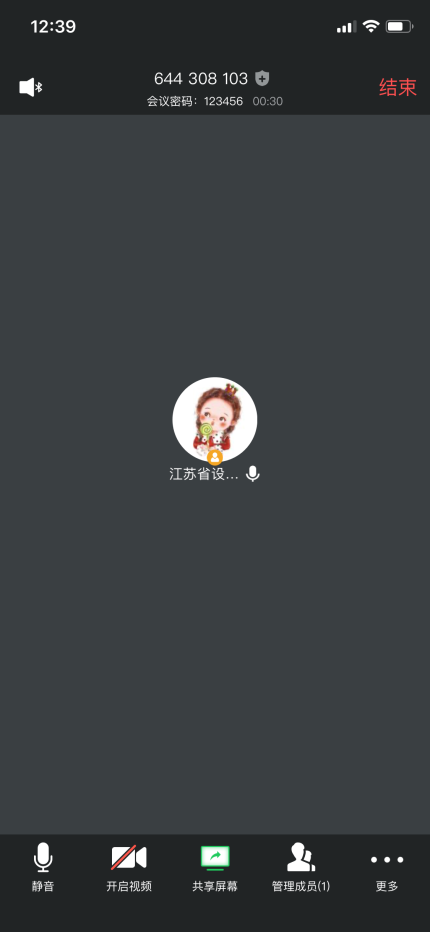 12:39
644 308 103
结束
会议密码：123456 00:30
江苏省设...
静音
开启视频
共享屏幕
管理成员(1)
更多